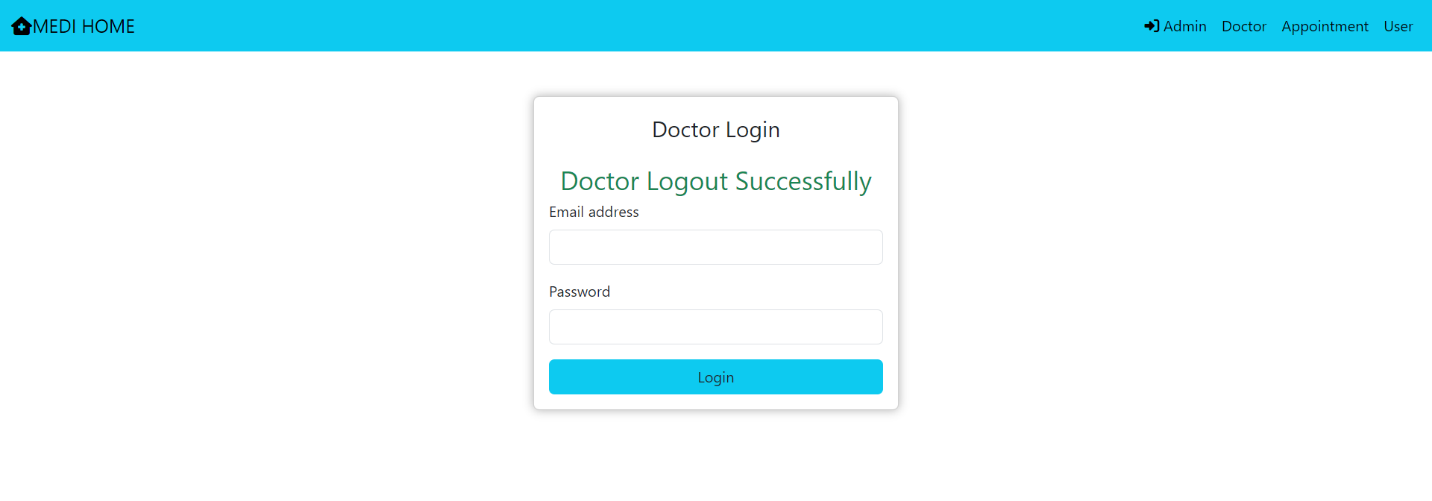 MEDI HOME
Admin Doctor Appointment User
Doctor Login
Doctor Logout Successfully
Email address
Password
Login